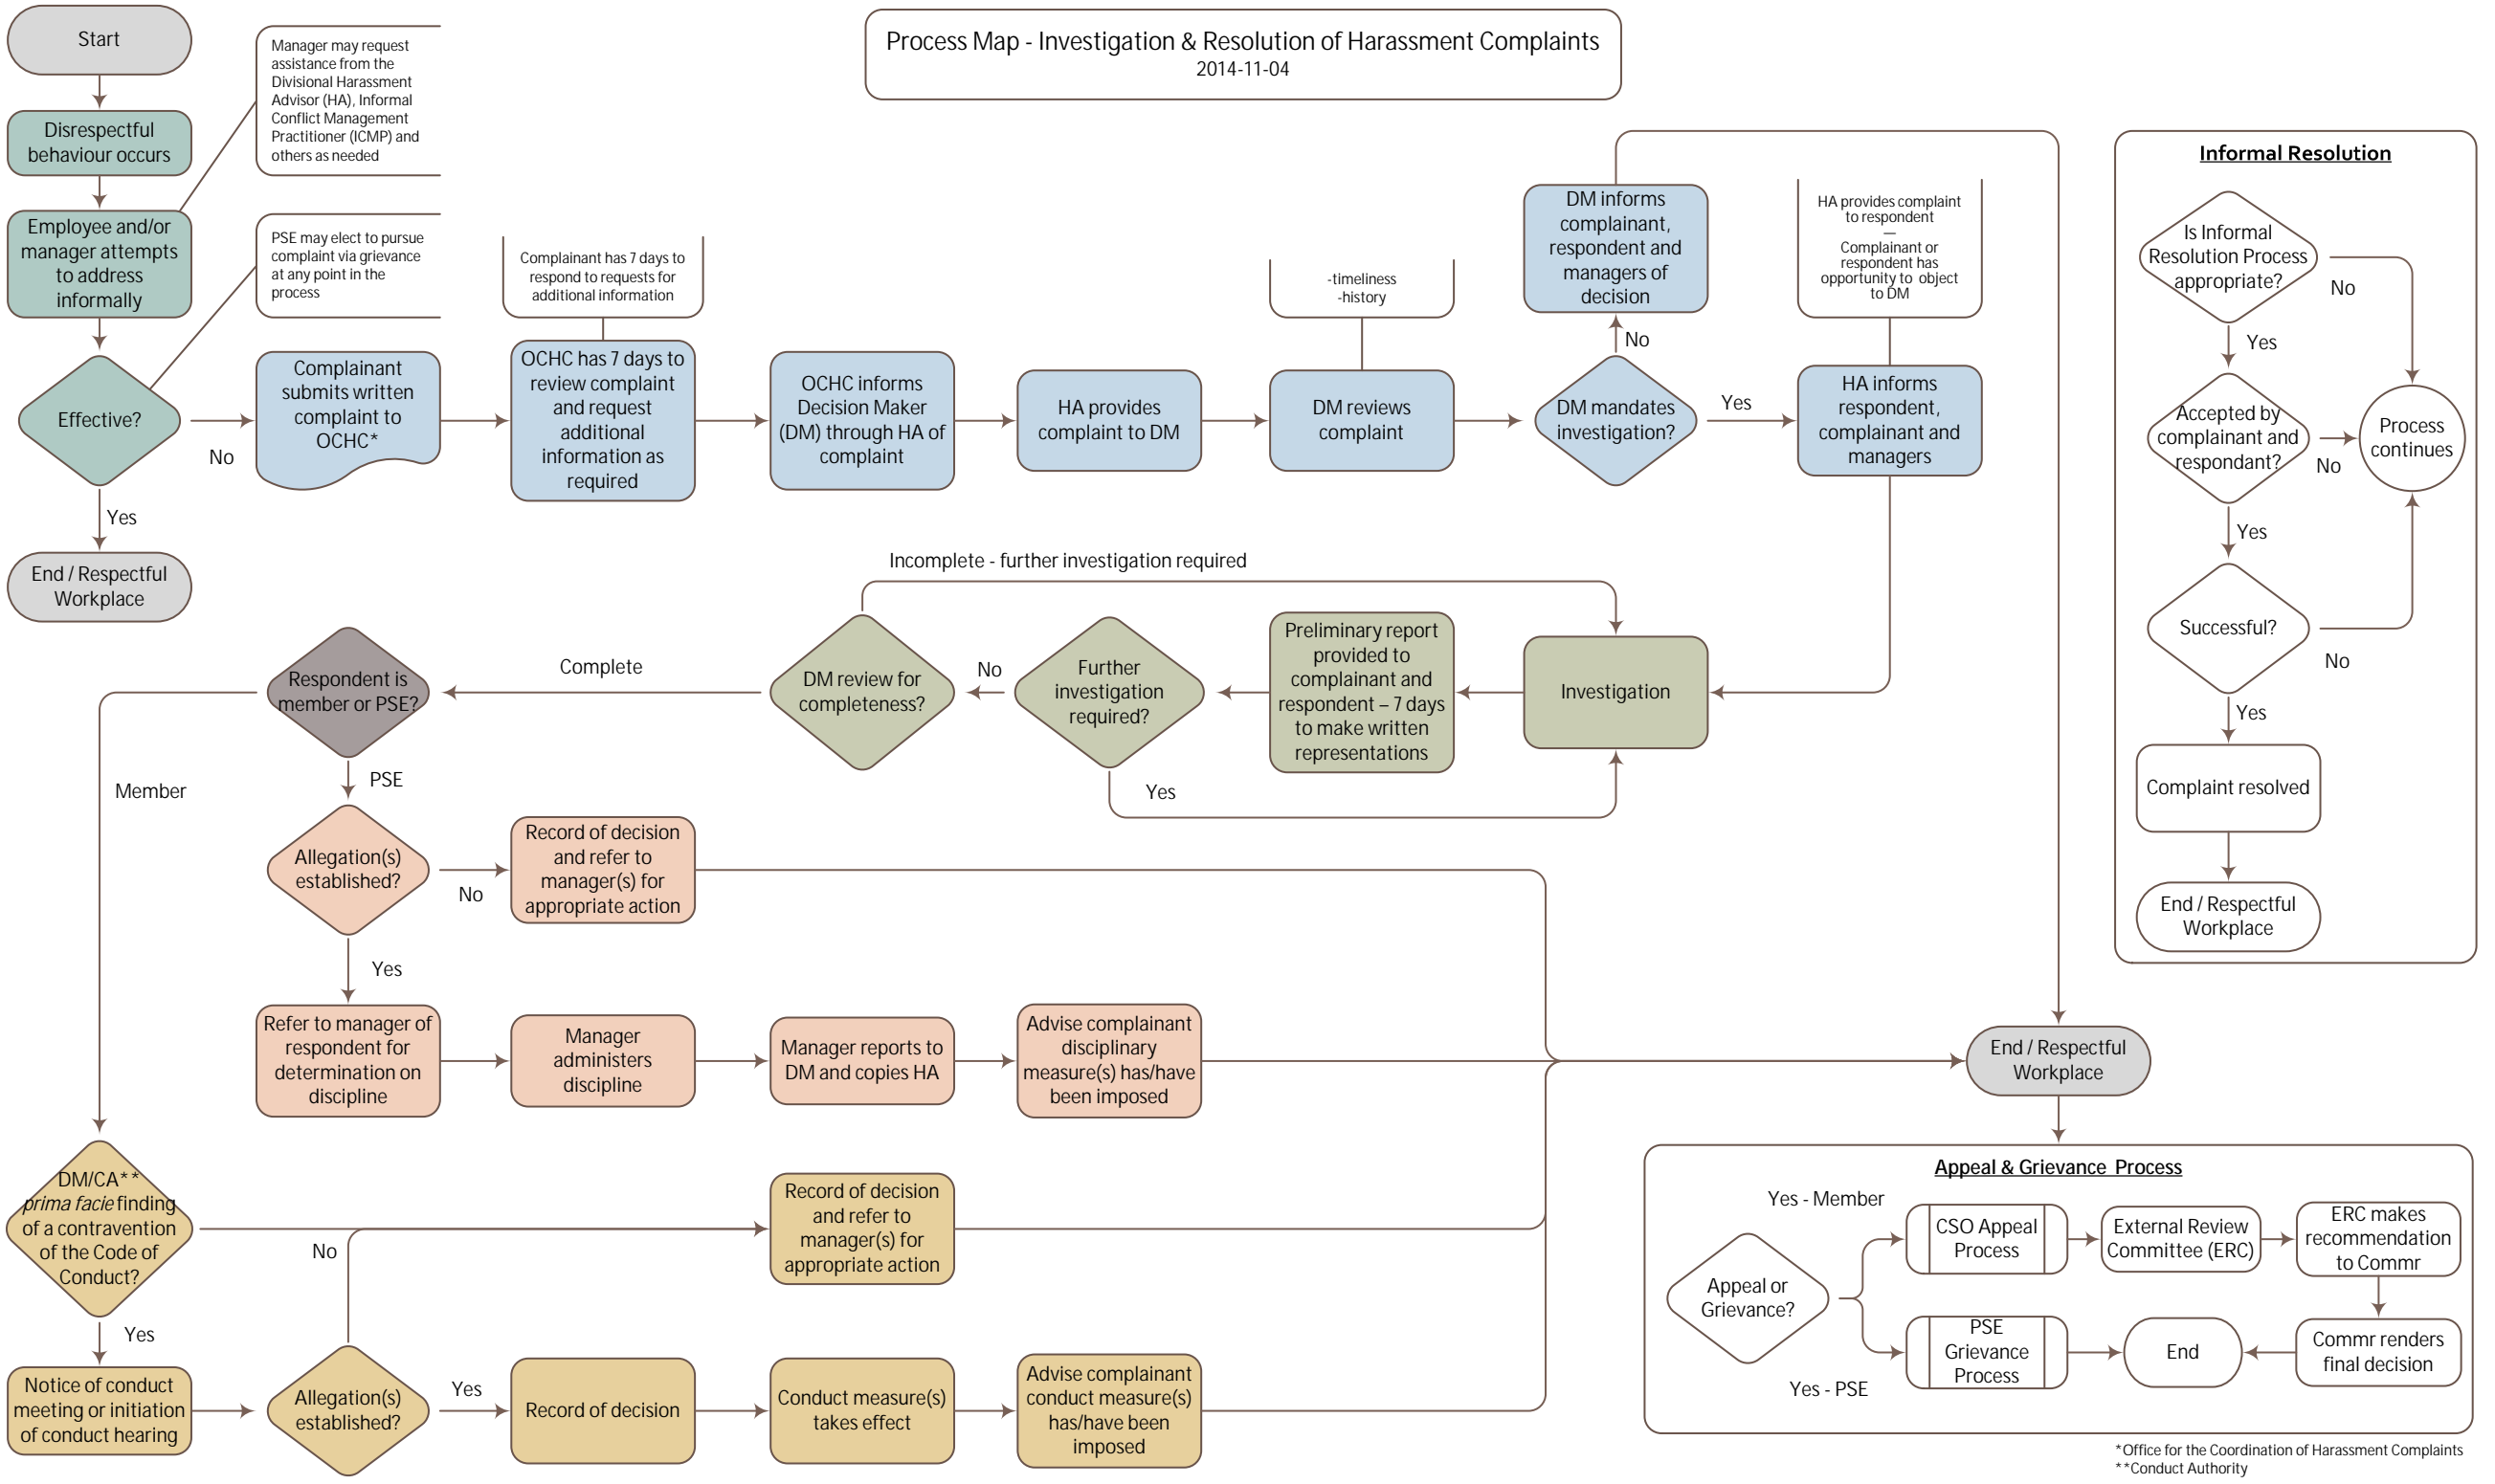 Process Map - Investigation & Resolution of Harassment Complaints
2014-11-04
Start
Disrespectful
behaviour occurs
Employee and/or
manager attempts
to address
informally
Effective?
No
Yes
End / Respectful
Workplace
Manager may request
assistance from the
Divisional Harassment
Advisor (HA), Informal
Conflict Management
Practitioner (ICMP) and
others as needed
PSE may elect to pursue
complaint via grievance
at any point in the
process
Complainant
submits written
complaint to
OCHC*
Complainant has 7 days to
respond to requests for
additional information
OCHC has 7 days to
review complaint
and request
additional
information as
required
OCHC informs
Decision Maker
(DM) through HA of
complaint
HA provides
complaint to DM
-timeliness
-history
DM reviews
complaint
DM mandates
investigation?
No
DM informs
complainant,
respondent and
managers of
decision
Yes
HA provides complaint
to respondent
—
Complainant or
respondent has
opportunity to object
to DM
HA informs
respondent,
complainant and
managers
Investigation
Preliminary report
provided to
complainant and
respondent – 7 days
to make written
representations
Further
investigation
required?
Yes
No
DM review for
completeness?
Incomplete - further investigation required
Complete
Respondent is
member or PSE?
Member
PSE
Allegation(s)
established?
No
Record of decision
and refer to
manager(s) for
appropriate action
Yes
Refer to manager of
respondent for
determination on
discipline
Manager
administers
discipline
Manager reports to
DM and copies HA
Advise complainant
disciplinary
measure(s) has/have
been imposed
End / Respectful
Workplace
DM/CA**
prima facie finding
of a contravention
of the Code of
Conduct?
No
Record of decision
and refer to
manager(s) for
appropriate action
Yes
Notice of conduct
meeting or initiation
of conduct hearing
Allegation(s)
established?
Yes
Record of decision
Conduct measure(s)
takes effect
Advise complainant
conduct measure(s)
has/have been
imposed
Informal Resolution
Is Informal
Resolution Process
appropriate?
No
Yes
Accepted by
complainant and
respondant?
No
Process
continues
Yes
Successful?
No
Yes
Complaint resolved
End / Respectful
Workplace
Appeal & Grievance Process
Appeal or
Grievance?
Yes - Member
CSO Appeal
Process
External Review
Committee (ERC)
ERC makes
recommendation
to Commr
Commr renders
final decision
Yes - PSE
PSE
Grievance
Process
End
*Office for the Coordination of Harassment Complaints
**Conduct Authority